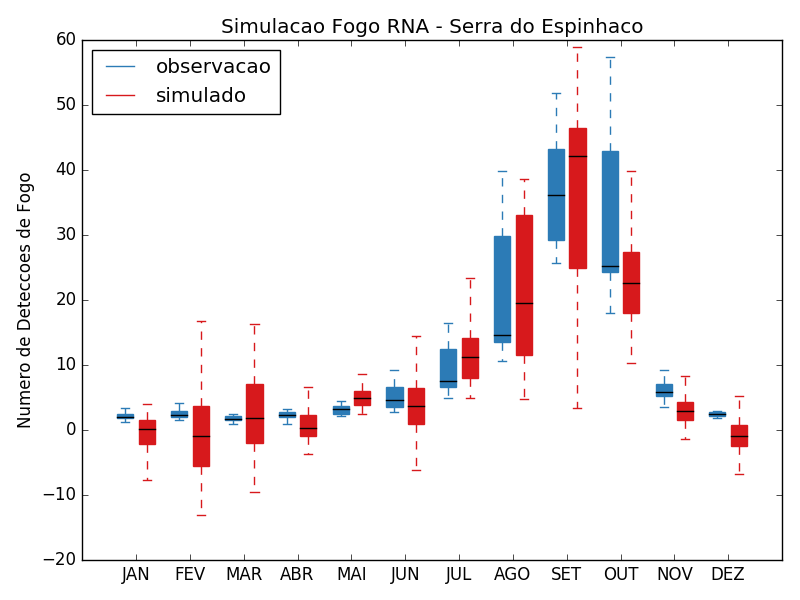 Simulacao Fogo RNA - Serra do Espinhaco
observacao
simulado
Numero de Deteccoes de Fogo
60
50
40
30
20
10
0
−10
−20
JAN FEV MAR ABR MAI JUN JUL AGO SET OUT NOV DEZ